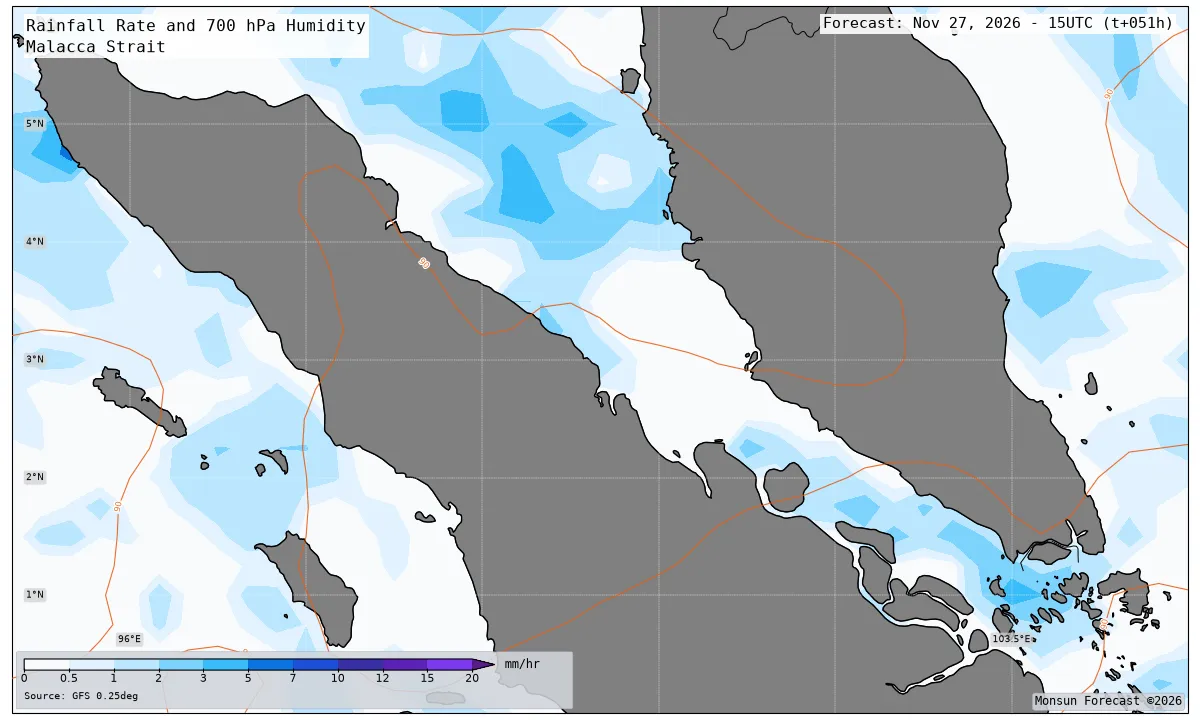 Rainfall Rate and 700 hPa Humidity
Malacca Strait
Forecast: Nov 27, 2026 - 15UTC (t+051h)
90
5°N
4°N
90
3°N
2°N
90
1°N
96°E
103.5°E
mm/hr
0 0.5 1 2 3 5 7 10 12 15 20
Source: GFS 0.25deg
Monsun Forecast ©2026